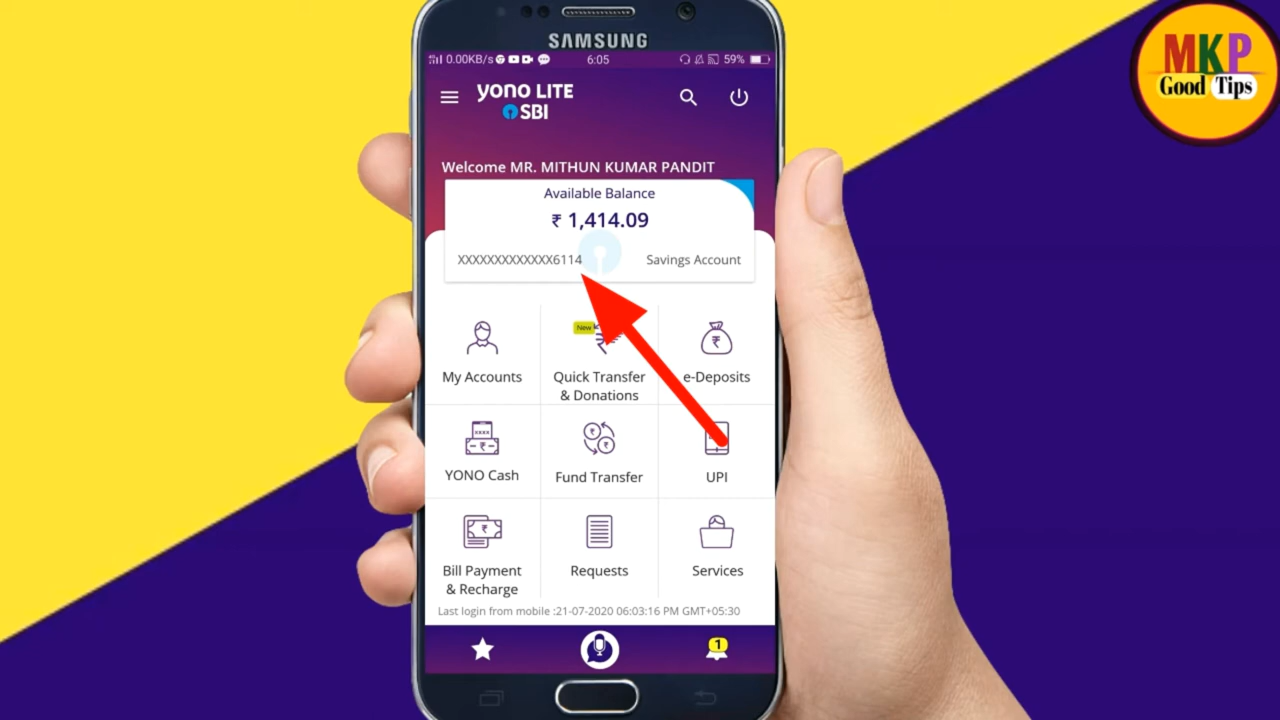 SAMSUNG
0.00KB/s 6:05 59%
MKP
Good Tips
yono LITE
SBI
Welcome MR. MITHUN KUMAR PANDIT
Available Balance
₹ 1,414.09
XXXXXXXXXXXXX6114 Savings Account
New
My Accounts
Quick Transfer
& Donations
e-Deposits
YONO Cash
Fund Transfer
UPI
Bill Payment
& Recharge
Requests
Services
Last login from mobile :21-07-2020 06:03:16 PM GMT+05:30
1